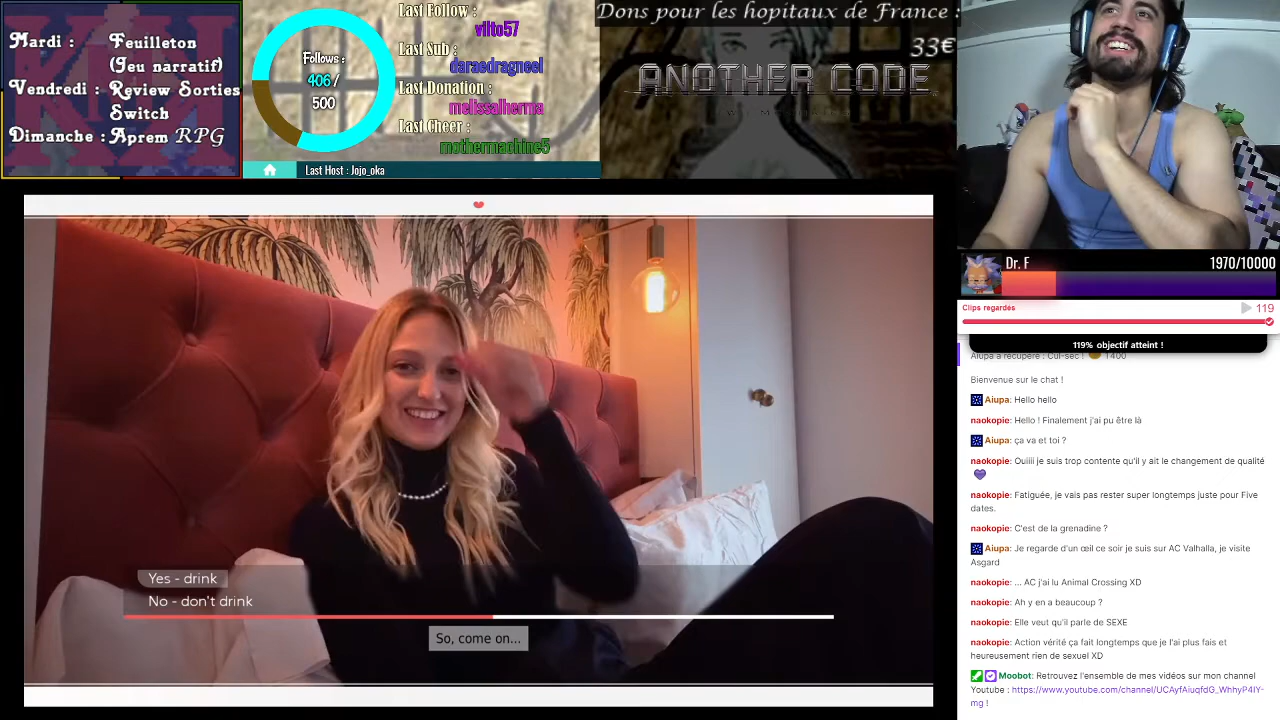 Mardi : Feuilleton
(Jeu narratif)
Vendredi : Review Sorties
Switch
Dimanche : Aprem RPG
Follows :
406 /
500
Last Follow :
vilto57
Last Sub :
daraedragneel
Last Donation :
melissalherma
Last Cheer :
mothermachine5
Last Host : Jojo_oka
Dons pour les hopitaux de France :
33€
ANOTHER CODE
Dr. F 1970/10000
Clips regardés 119
119% objectif atteint !
Aiupa a récupéré : Cul-sec ! 1400
Bienvenue sur le chat !
Aiupa: Hello hello
naokopie: Hello ! Finalement j'ai pu être là
Aiupa: ça va et toi ?
naokopie: Ouiiii je suis trop contente qu'il y ait le changement de qualité
naokopie: Fatiguée, je vais pas rester super longtemps juste pour Five
dates.
naokopie: C'est de la grenadine ?
Aiupa: Je regarde d'un œil ce soir je suis sur AC Valhalla, je visite
Asgard
naokopie: ... AC j'ai lu Animal Crossing XD
naokopie: Ah y en a beaucoup ?
naokopie: Elle veut qu'il parle de SEXE
naokopie: Action vérité ça fait longtemps que je l'ai plus fais et
heureusement rien de sexuel XD
Moobot: Retrouvez l'ensemble de mes vidéos sur mon channel
Youtube : https://www.youtube.com/channel/UCAyfAiuqfdG_WhhyP4IY-
mg !
Yes - drink
No - don't drink
So, come on...